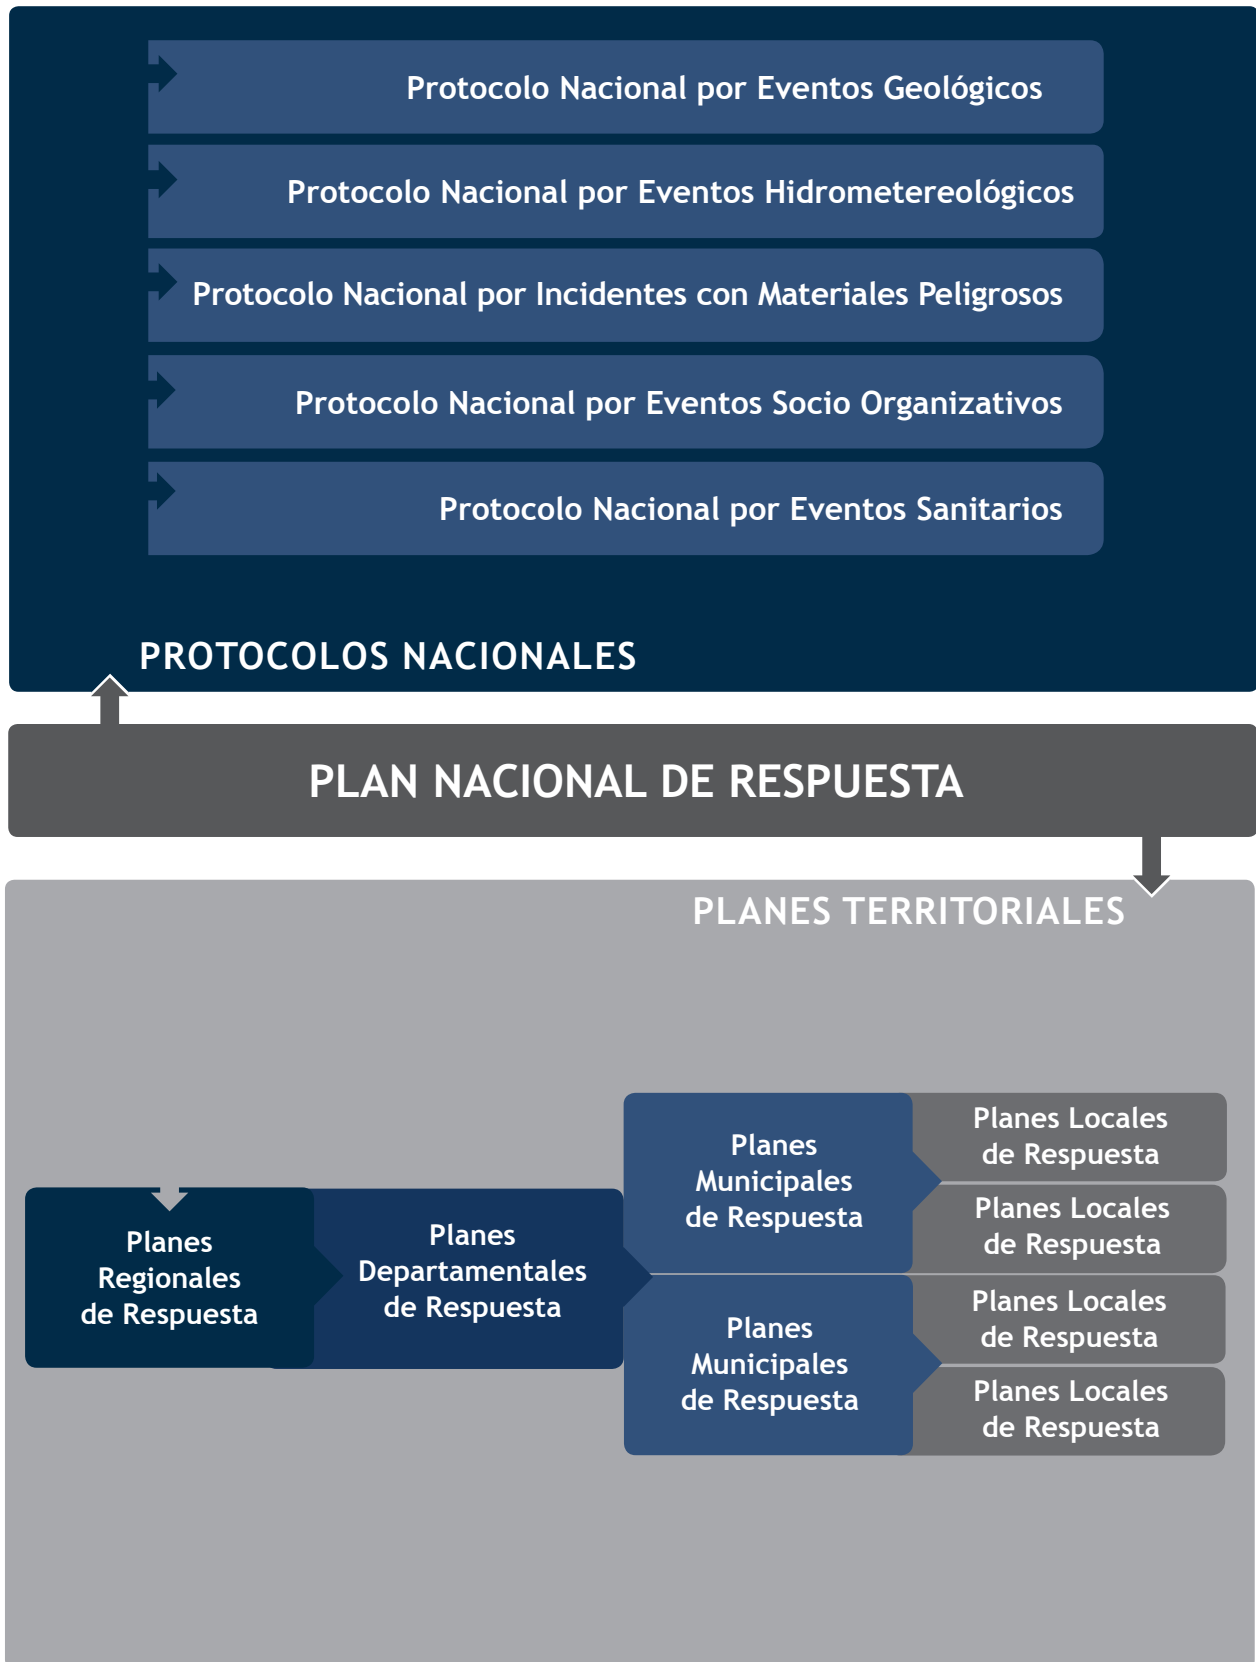 Protocolo Nacional por Eventos Geológicos
Protocolo Nacional por Eventos Hidrometereológicos
Protocolo Nacional por Incidentes con Materiales Peligrosos
Protocolo Nacional por Eventos Socio Organizativos
Protocolo Nacional por Eventos Sanitarios
PROTOCOLOS NACIONALES
PLAN NACIONAL DE RESPUESTA
PLANES TERRITORIALES
Planes
Regionales
de Respuesta
Planes
Departamentales
de Respuesta
Planes
Municipales
de Respuesta
Planes
Municipales
de Respuesta
Planes Locales
de Respuesta
Planes Locales
de Respuesta
Planes Locales
de Respuesta
Planes Locales
de Respuesta